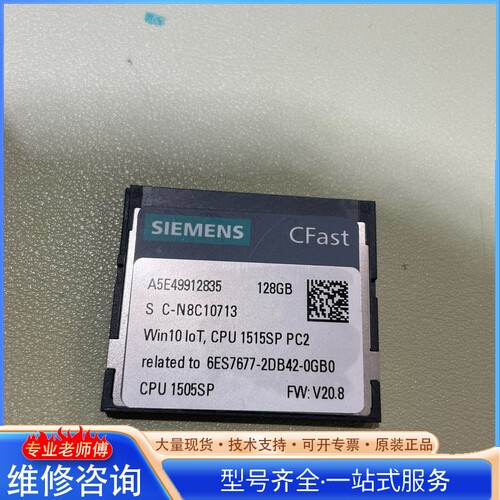 SIEMENS
CFast
A5E49912835 128GB
S C-N8C10713
Win10 IoT, CPU 1515SP PC2
related to 6ES7677-2DB42-0GB0
CPU 1505SP FW: V20.8
专业老师傅
维修咨询
大量现货·技术支持·可开专票·原装正品
型号齐全·一站式服务